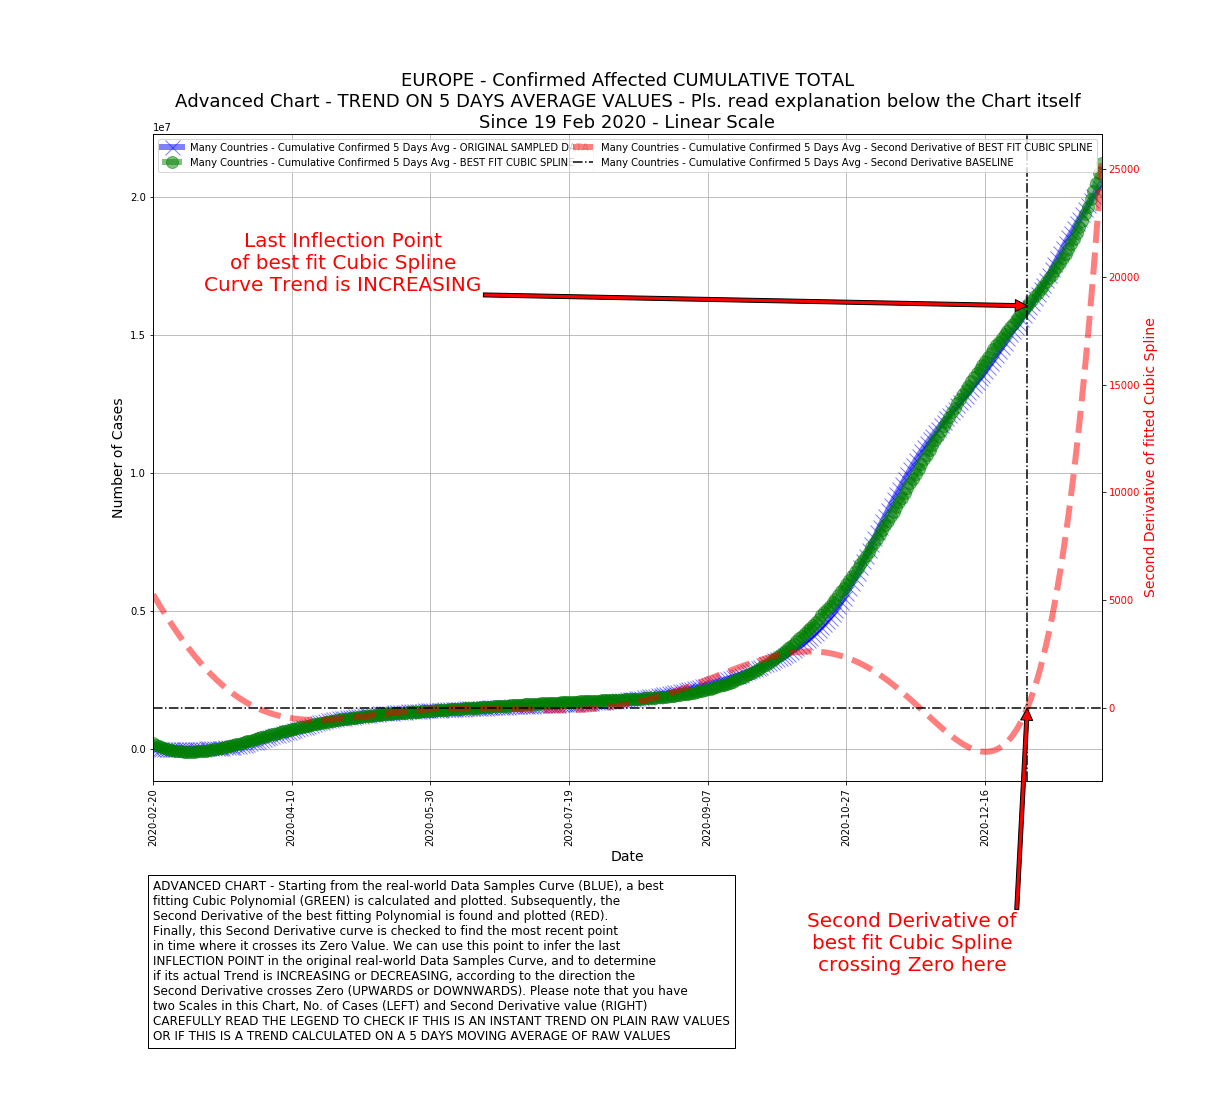 EUROPE - Confirmed Affected CUMULATIVE TOTAL
Advanced Chart - TREND ON 5 DAYS AVERAGE VALUES - Pls. read explanation below the Chart itself
Since 19 Feb 2020 - Linear Scale
1e7
Many Countries - Cumulative Confirmed 5 Days Avg - ORIGINAL SAMPLED
Many Countries - Cumulative Confirmed 5 Days Avg - BEST FIT CUBIC SPLIN
Many Countries - Cumulative Confirmed 5 Days Avg - Second Derivative of BEST FIT CUBIC SPLINE
Many Countries - Cumulative Confirmed 5 Days Avg - Second Derivative BASELINE
Last Inflection Point
of best fit Cubic Spline
Curve Trend is INCREASING
2.0
1.5
1.0
0.5
0.0
Number of Cases
25000
20000
15000
10000
5000
0
Second Derivative of fitted Cubic Spline
2020-02-20
2020-04-10
2020-05-30
2020-07-19
2020-09-07
2020-10-27
2020-12-16
Date
ADVANCED CHART - Starting from the real-world Data Samples Curve (BLUE), a best
fitting Cubic Polynomial (GREEN) is calculated and plotted. Subsequently, the
Second Derivative of the best fitting Polynomial is found and plotted (RED).
Finally, this Second Derivative curve is checked to find the most recent point
in time where it crosses its Zero Value. We can use this point to infer the last
INFLECTION POINT in the original real-world Data Samples Curve, and to determine
if its actual Trend is INCREASING or DECREASING, according to the direction the
Second Derivative crosses Zero (UPWARDS or DOWNWARDS). Please note that you have
two Scales in this Chart, No. of Cases (LEFT) and Second Derivative value (RIGHT)
CAREFULLY READ THE LEGEND TO CHECK IF THIS IS AN INSTANT TREND ON PLAIN RAW VALUES
OR IF THIS IS A TREND CALCULATED ON A 5 DAYS MOVING AVERAGE OF RAW VALUES
Second Derivative of
best fit Cubic Spline
crossing Zero here